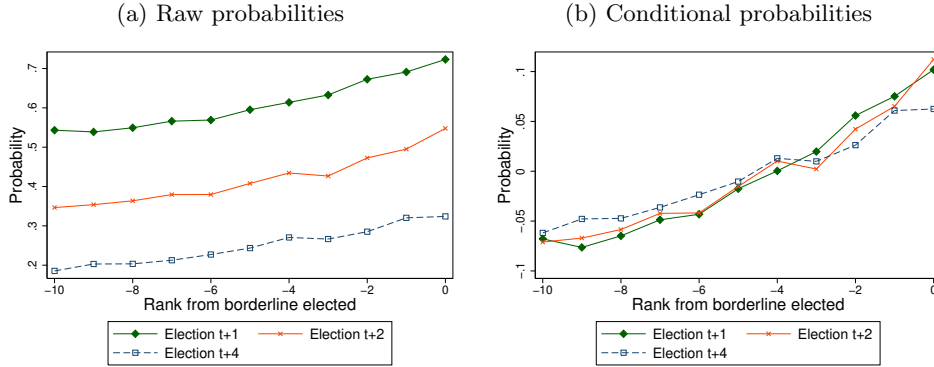 (a) Raw probabilities
Probability
.7
.6
.5
.4
.3
.2
-10
-8
-6
-4
-2
0
Rank from borderline elected
Election t+1
Election t+2
Election t+4
(b) Conditional probabilities
Probability
.1
.05
0
-.05
-.1
-10
-8
-6
-4
-2
0
Rank from borderline elected
Election t+1
Election t+2
Election t+4